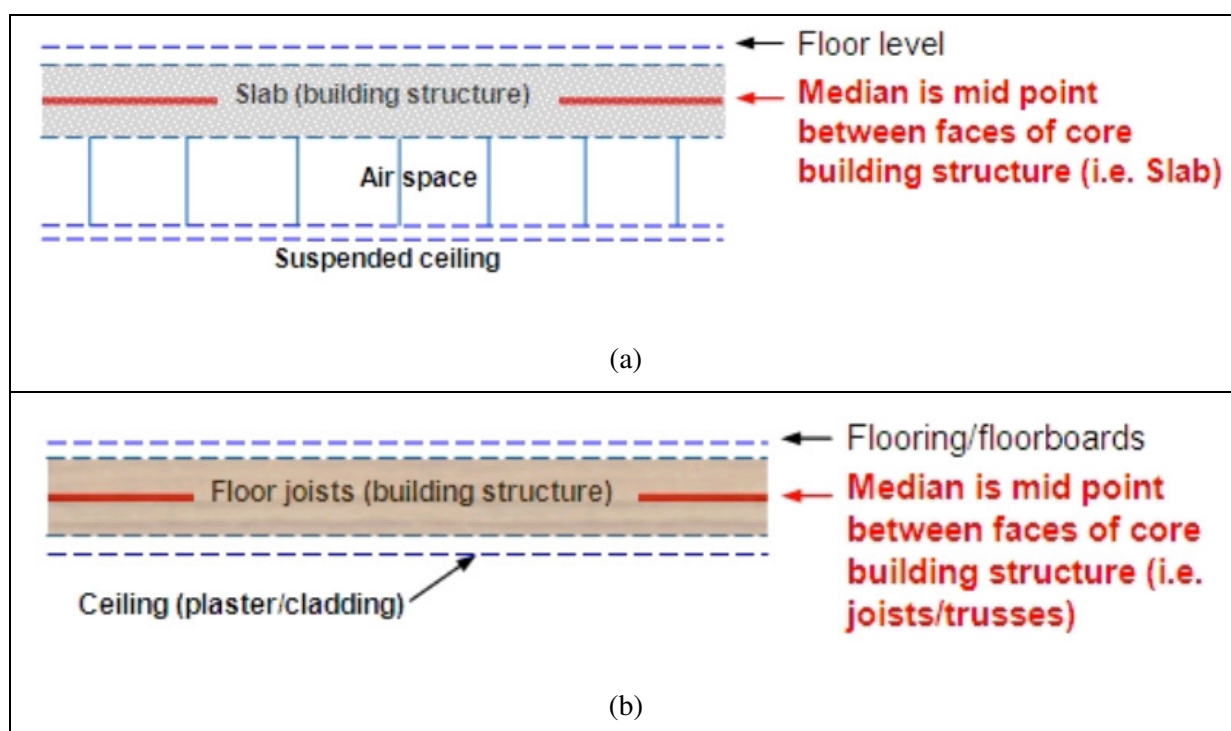 Floor level
Slab (building structure)
Median is mid point
between faces of core
building structure (i.e. Slab)
Air space
Suspended ceiling
(a)
Flooring/floorboards
Floor joists (building structure)
Median is mid point
between faces of core
building structure (i.e.
joists/trusses)
Ceiling (plaster/cladding)
(b)